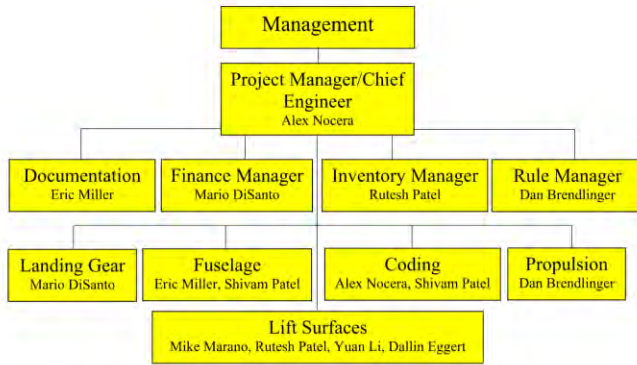 Management
Project Manager/Chief
Engineer
Alex Nocera
Documentation
Eric Miller
Finance Manager
Mario DiSanto
Inventory Manager
Rutesh Patel
Rule Manager
Dan Brendlinger
Landing Gear
Mario DiSanto
Fuselage
Eric Miller, Shivam Patel
Coding
Alex Nocera, Shivam Patel
Propulsion
Dan Brendlinger
Lift Surfaces
Mike Marano, Rutesh Patel, Yuan Li, Dallin Eggert